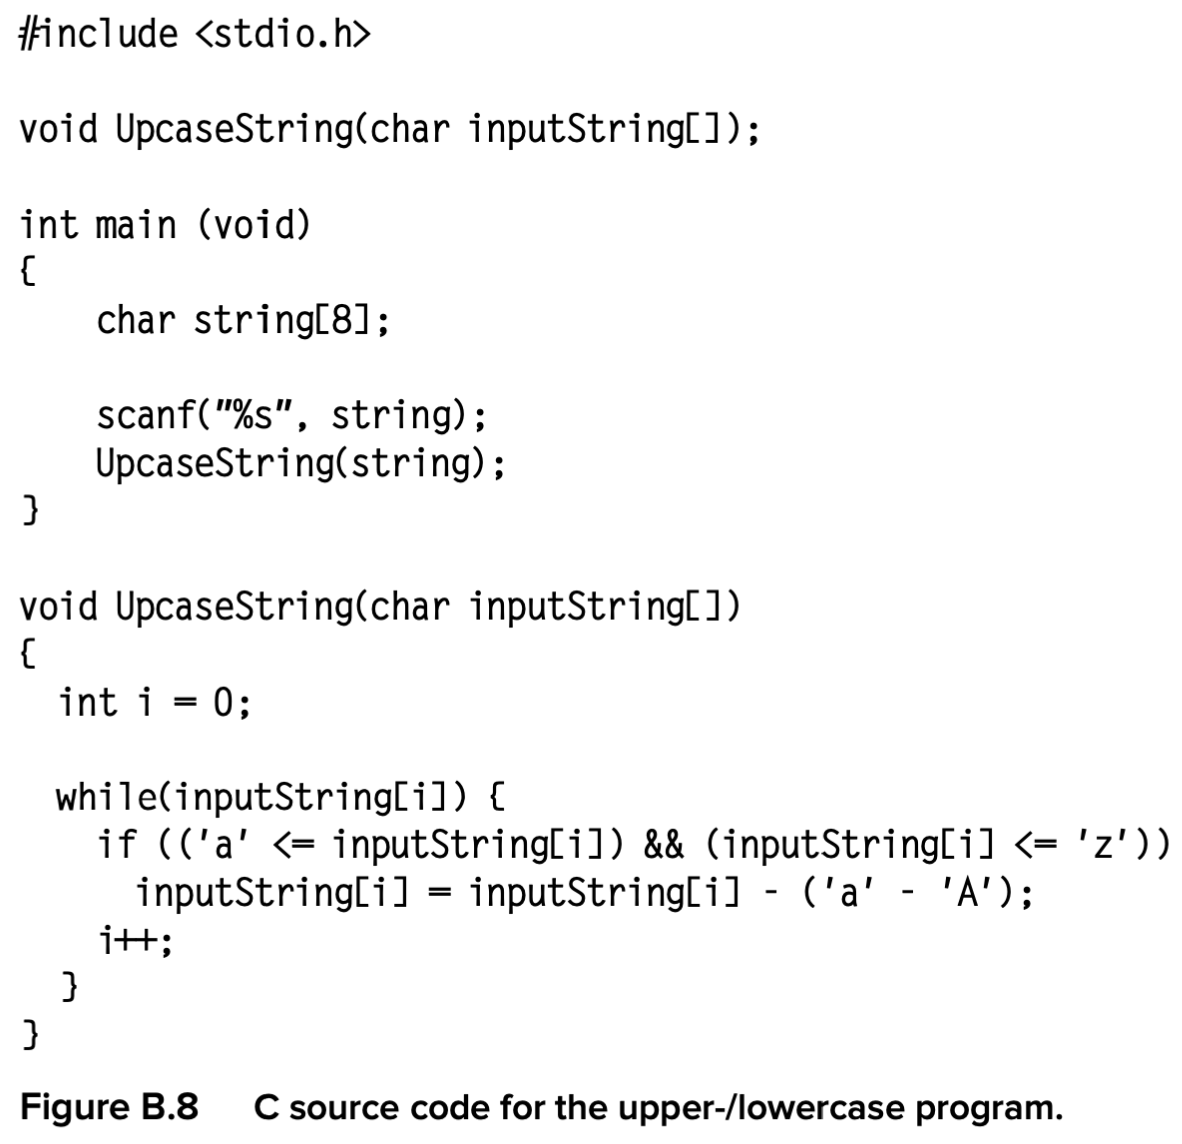 #include <stdio.h>

void UpcaseString(char inputString[]);

int main (void)
{
    char string[8];

    scanf("%s", string);
    UpcaseString(string);
}

void UpcaseString(char inputString[])
{
  int i = 0;

  while(inputString[i]) {
    if (('a' <= inputString[i]) && (inputString[i] <= 'z'))
      inputString[i] = inputString[i] - ('a' - 'A');
    i++;
  }
}
Figure B.8 C source code for the upper-/lowercase program.